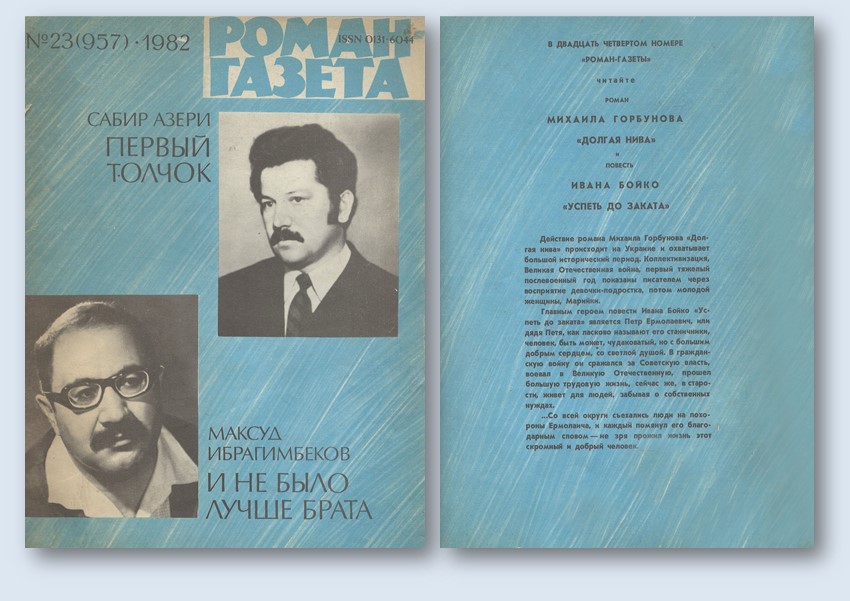 №23(957) · 1982
РОМАН-
ГАЗЕТА
ISSN 0131-6044
САБИР АЗЕРИ
ПЕРВЫЙ
ТОЛЧОК
МАКСУД
ИБРАГИМБЕКОВ
И НЕ БЫЛО
ЛУЧШЕ БРАТА
В ДВАДЦАТЬ ЧЕТВЕРТОМ НОМЕРЕ
«РОМАН-ГАЗЕТЫ»
читайте
РОМАН
МИХАИЛА ГОРБУНОВА
«ДОЛГАЯ НИВА»
и
ПОВЕСТЬ
ИВАНА БОЙКО
«УСПЕТЬ ДО ЗАКАТА»
Действие романа Михаила Горбунова «Дол-
гая нива» происходит на Украине и охватывает
большой исторический период. Коллективизация,
Великая Отечественная война, первый тяжелый
послевоенный год показаны писателем через
восприятие девочки-подростка, потом молодой
женщины, Марийки.
Главным героем повести Ивана Бойко «Ус-
петь до заката» является Петр Ермолаевич, или
дядя Петя, как ласково называют его станичники,
человек, быть может, чудаковатый, но с большим
добрым сердцем, со светлой душой. В граждан-
скую войну он сражался за Советскую власть,
воевал в Великую Отечественную, прошел
большую трудовую жизнь, сейчас же, в старо-
сти, живет для людей, забывая о собственных
нуждах.
...Со всей округи съехались люди на похо-
роны Ермолаича, и каждый помянул его благо-
дарным словом — не зря прожил жизнь этот
скромный и добрый человек.